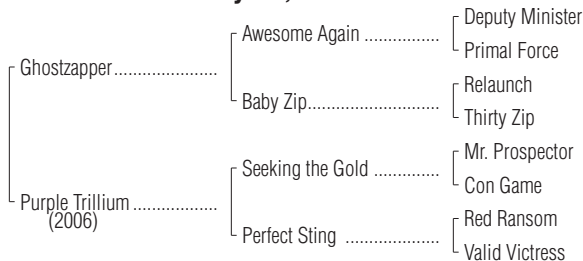 Deputy Minister
Awesome Again ................
Primal Force
Ghostzapper......................
Relaunch
Baby Zip............................
Thirty Zip
Mr. Prospector
Seeking the Gold ...............
Con Game
Purple Trillium ..................
(2006)
Red Ransom
Perfect Sting ....................
Valid Victress